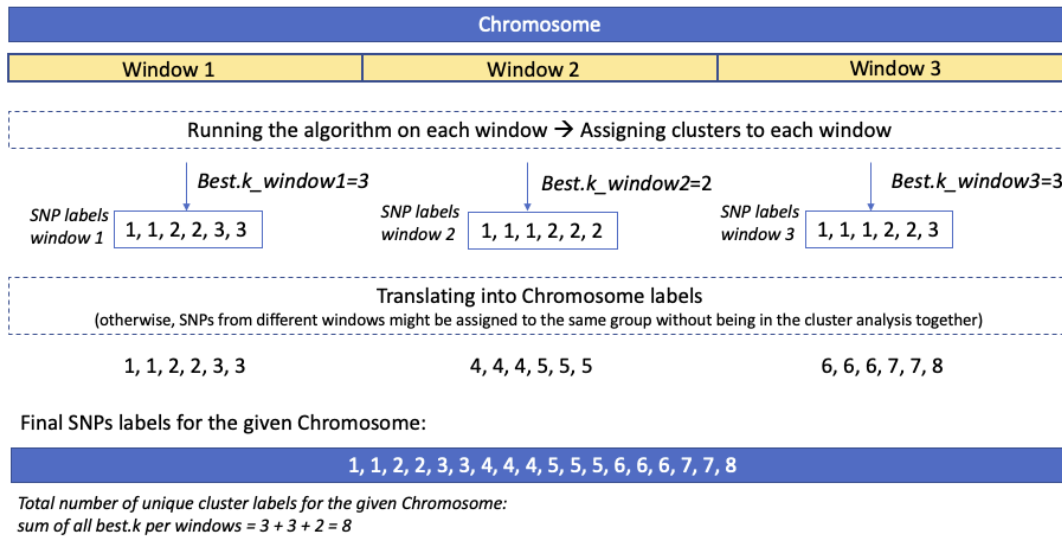 Chromosome
Window 1 Window 2 Window 3
Running the algorithm on each window → Assigning clusters to each window
Best.k_window1=3 Best.k_window2=2 Best.k_window3=3
SNP labels window 1 1, 1, 2, 2, 3, 3 SNP labels window 2 1, 1, 1, 2, 2, 2 SNP labels window 3 1, 1, 1, 2, 2, 3
Translating into Chromosome labels
(otherwise, SNPs from different windows might be assigned to the same group without being in the cluster analysis together)
1, 1, 2, 2, 3, 3 4, 4, 4, 5, 5, 5 6, 6, 6, 7, 7, 8
Final SNPs labels for the given Chromosome:
1, 1, 2, 2, 3, 3, 4, 4, 4, 5, 5, 5, 6, 6, 6, 7, 7, 8
Total number of unique cluster labels for the given Chromosome:
sum of all best.k per windows = 3 + 3 + 2 = 8